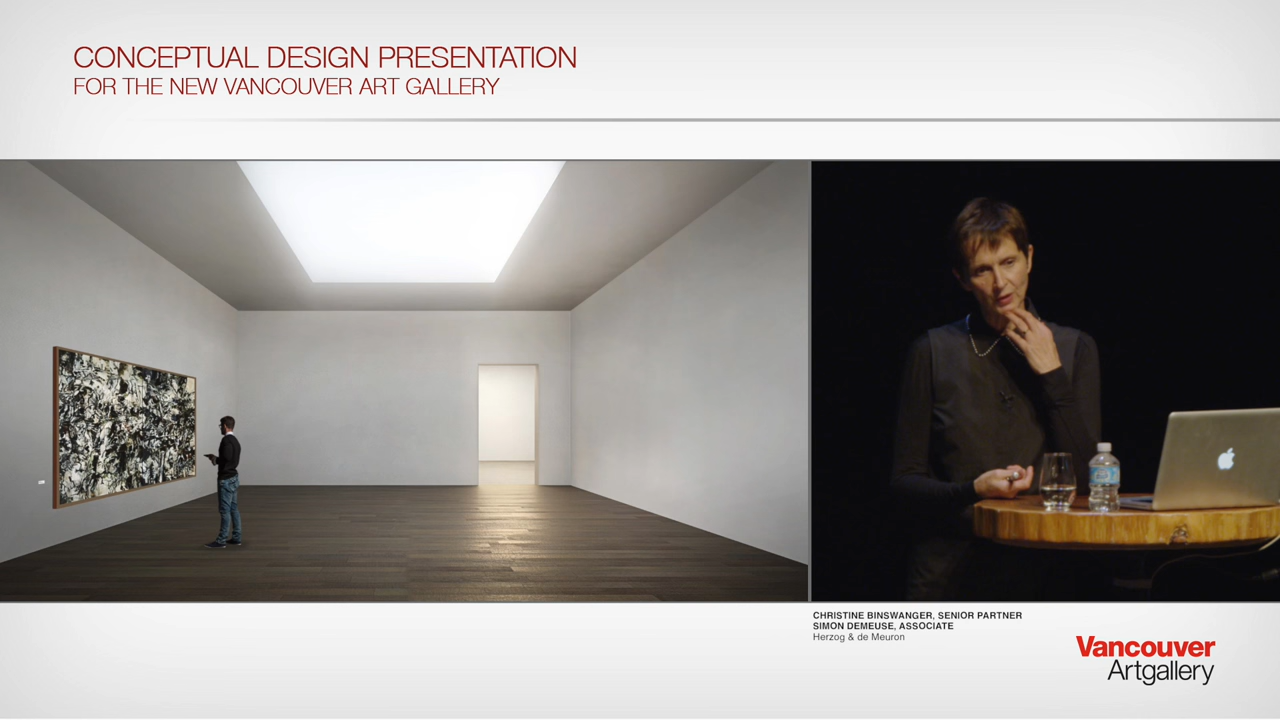 CONCEPTUAL DESIGN PRESENTATION
FOR THE NEW VANCOUVER ART GALLERY
CHRISTINE BINSWANGER, SENIOR PARTNER
SIMON DEMEUSE, ASSOCIATE
Herzog & de Meuron
Vancouver
Artgallery